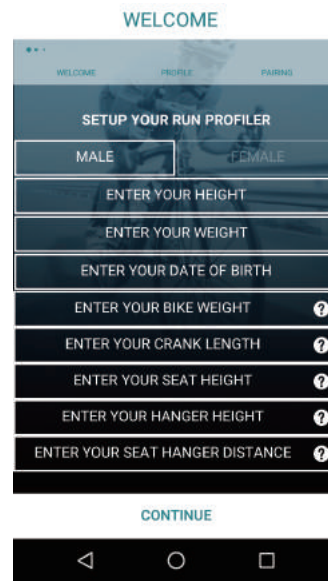 WELCOME
WELCOME PROFILE PAIRING
SETUP YOUR RUN PROFILER
MALE FEMALE
ENTER YOUR HEIGHT
ENTER YOUR WEIGHT
ENTER YOUR DATE OF BIRTH
ENTER YOUR BIKE WEIGHT ?
ENTER YOUR CRANK LENGTH ?
ENTER YOUR SEAT HEIGHT ?
ENTER YOUR HANGER HEIGHT ?
ENTER YOUR SEAT HANGER DISTANCE ?
CONTINUE